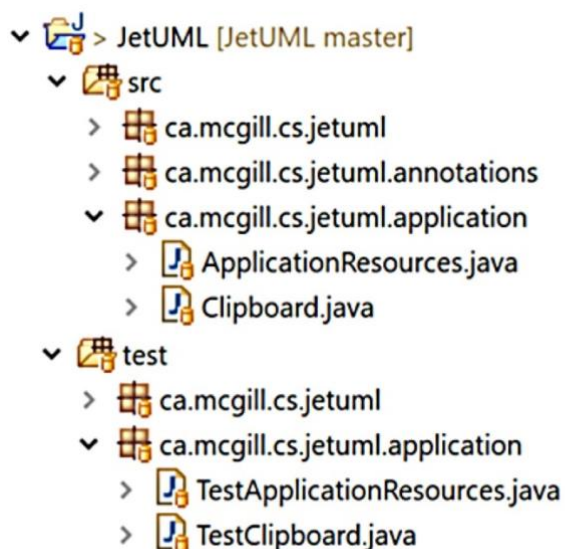 > JetUML [JetUML master]
src
ca.mcgill.cs.jetuml
ca.mcgill.cs.jetuml.annotations
ca.mcgill.cs.jetuml.application
ApplicationResources.java
Clipboard.java
test
ca.mcgill.cs.jetuml
ca.mcgill.cs.jetuml.application
TestApplicationResources.java
TestClipboard.java